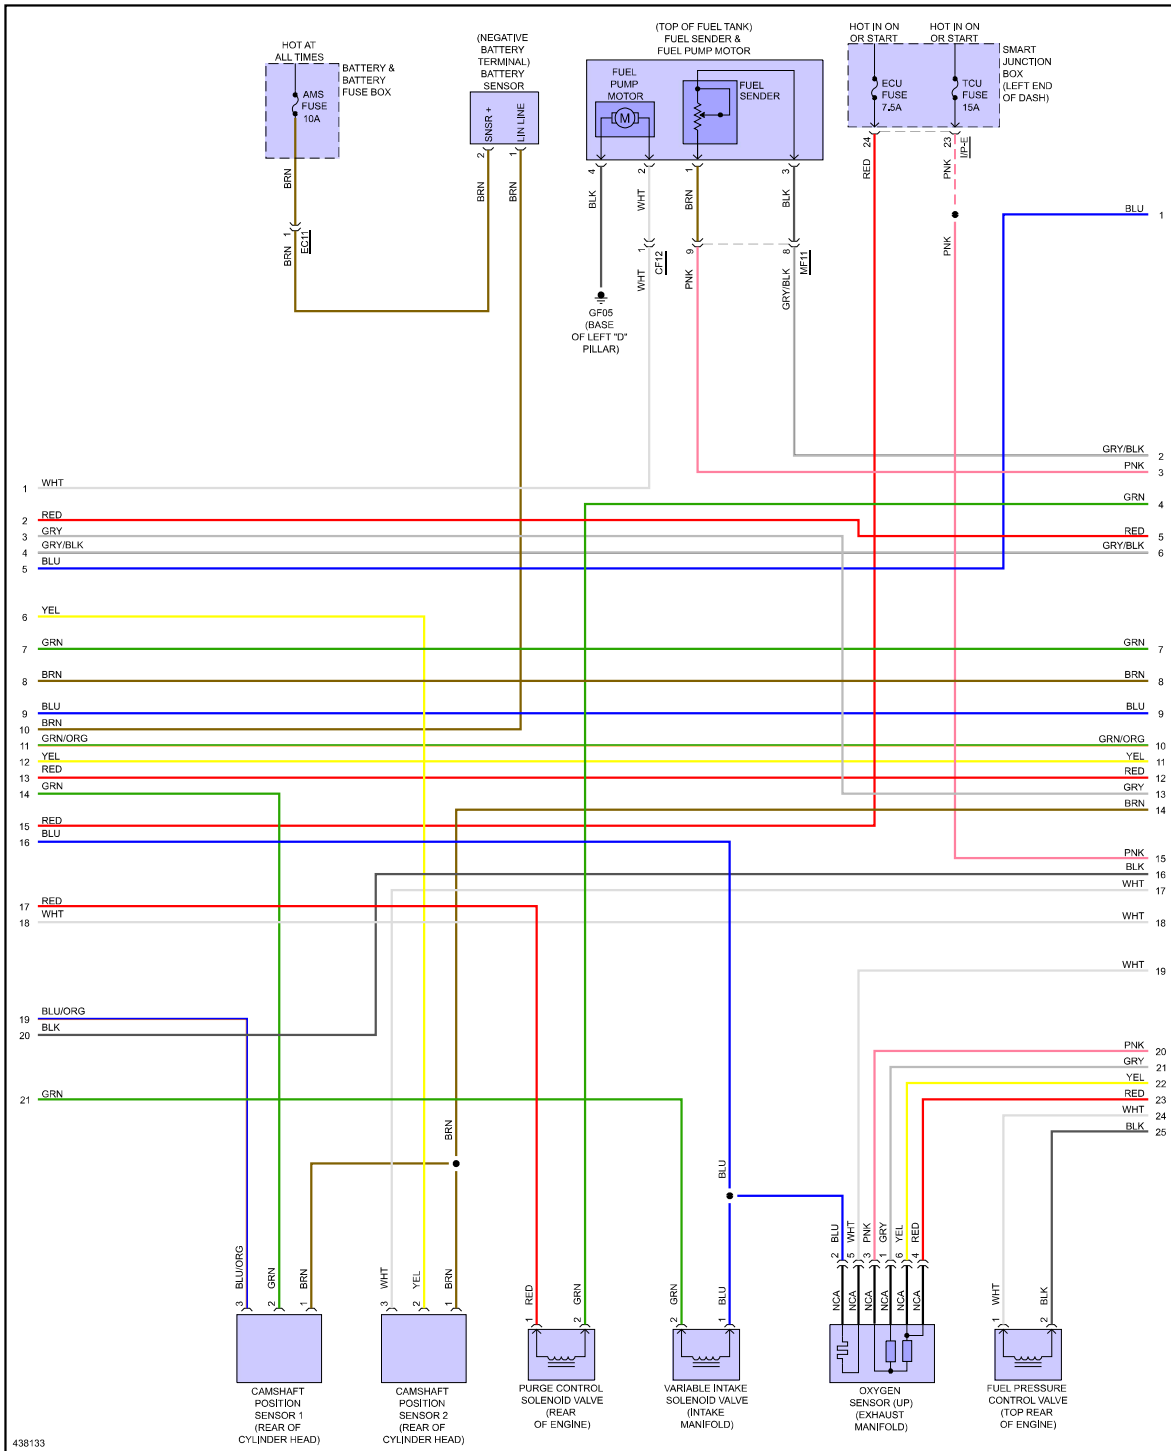 HOT AT
ALL TIMES
BATTERY &
BATTERY
FUSE BOX
AMS
FUSE
10A
BRN
1
EC11
BRN
(NEGATIVE
BATTERY
TERMINAL)
BATTERY
SENSOR
SNSR +
LIN LINE
2
1
BRN
BRN
(TOP OF FUEL TANK)
FUEL SENDER &
FUEL PUMP MOTOR
FUEL
PUMP
MOTOR
M
FUEL
SENDER
4
2
1
3
BLK
WHT
BRN
BLK
1
CF12
9
8
MF11
WHT
PNK
GRY/BLK
GF05
(BASE
OF LEFT "D"
PILLAR)
HOT IN ON
OR START
HOT IN ON
OR START
ECU
FUSE
7.5A
TCU
FUSE
15A
SMART
JUNCTION
BOX
(LEFT END
OF DASH)
24
23
I/P-E
RED
PNK
PNK
BLU 1
GRY/BLK 2
PNK 3
GRN 4
RED 5
GRY/BLK 6
GRN 7
BRN 8
BLU 9
GRN/ORG 10
YEL 11
RED 12
GRY 13
BRN 14
PNK 15
BLK 16
WHT 17
WHT 18
WHT 19
PNK 20
GRY 21
YEL 22
RED 23
WHT 24
BLK 25
1 WHT
2 RED
3 GRY
4 GRY/BLK
5 BLU
6 YEL
7 GRN
8 BRN
9 BLU
10 BRN
11 GRN/ORG
12 YEL
13 RED
14 GRN
15 RED
16 BLU
17 RED
18 WHT
19 BLU/ORG
20 BLK
21 GRN
BRN
BLU
3 BLU/ORG
2 GRN
1 BRN
CAMSHAFT
POSITION
SENSOR 1
(REAR OF
CYLINDER HEAD)
3 WHT
2 YEL
1 BRN
CAMSHAFT
POSITION
SENSOR 2
(REAR OF
CYLINDER HEAD)
1 RED
2 GRN
PURGE CONTROL
SOLENOID VALVE
(REAR
OF ENGINE)
2 GRN
1 BLU
VARIABLE INTAKE
SOLENOID VALVE
(INTAKE
MANIFOLD)
2 BLU
5 WHT
3 PNK
1 GRY
6 YEL
4 RED
NCA
NCA
NCA
NCA
NCA
NCA
OXYGEN
SENSOR (UP)
(EXHAUST
MANIFOLD)
1 WHT
2 BLK
FUEL PRESSURE
CONTROL VALVE
(TOP REAR
OF ENGINE)
438133